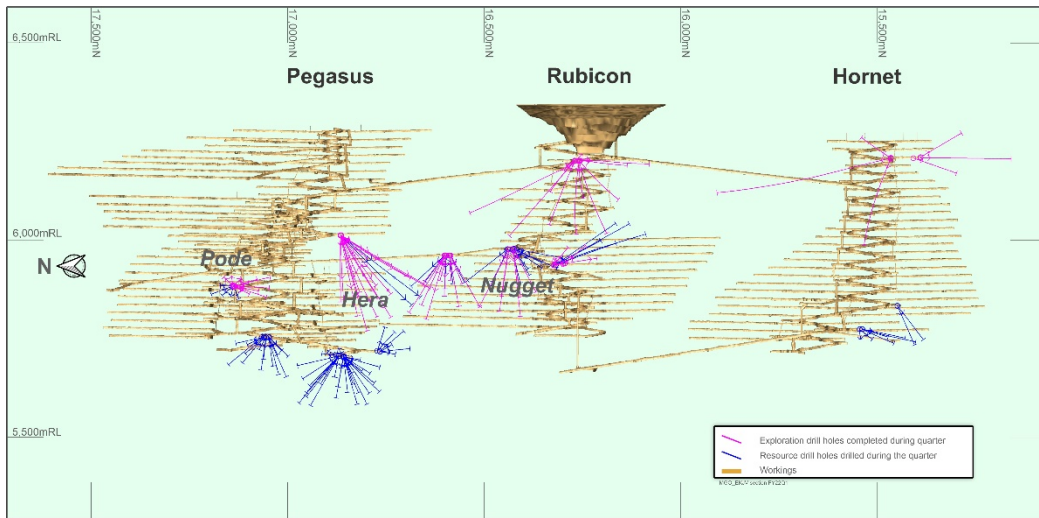 17,500mN
17,000mN
16,500mN
16,000mN
15,500mN
6,500mRL
Pegasus
Rubicon
Hornet
6,000mRL
Pode
N
Hera
Nugget
5,500mRL
Exploration drill holes completed during quarter
Resource drill holes drilled during the quarter
Workings